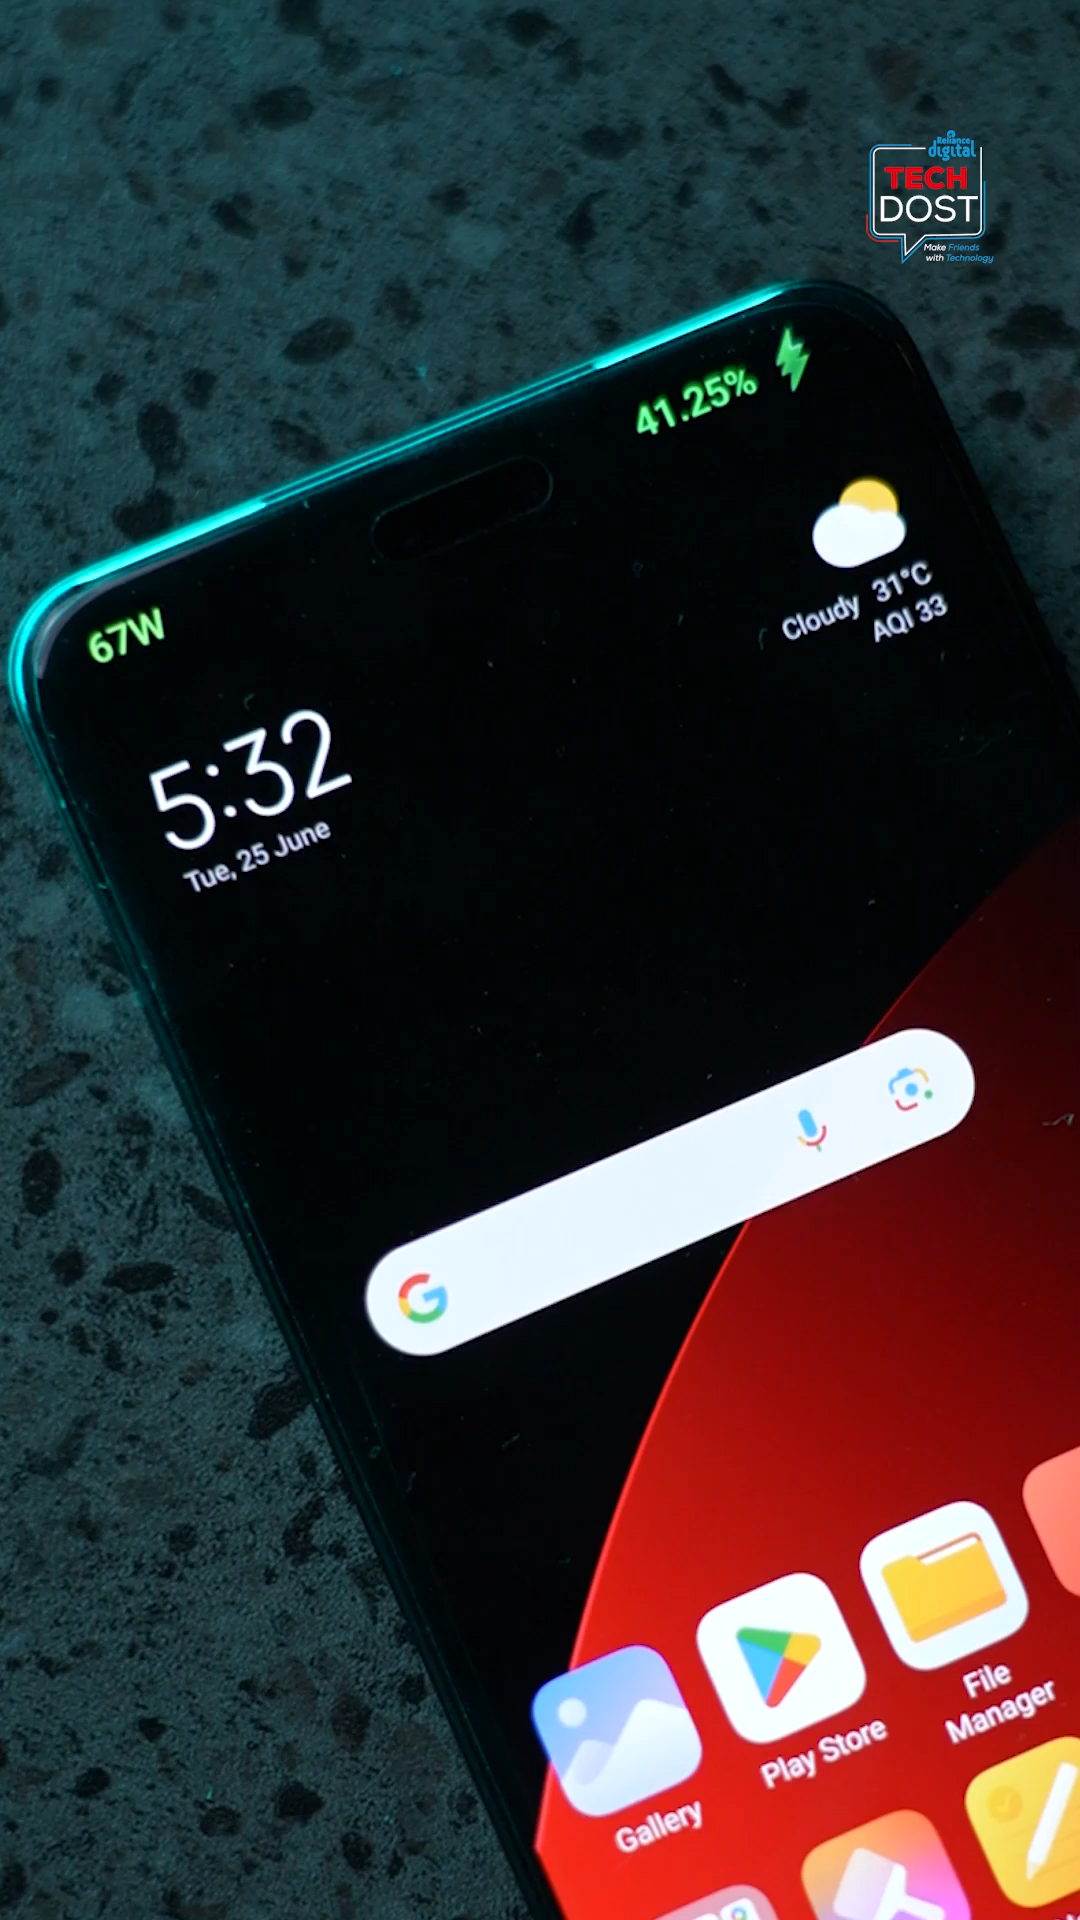 Reliance
digital
TECH
DOST
Make Friends
with Technology
41.25%
67W
Cloudy 31°C
AQI 33
5:32
Tue, 25 June
G
File
Manager
Play Store
Gallery